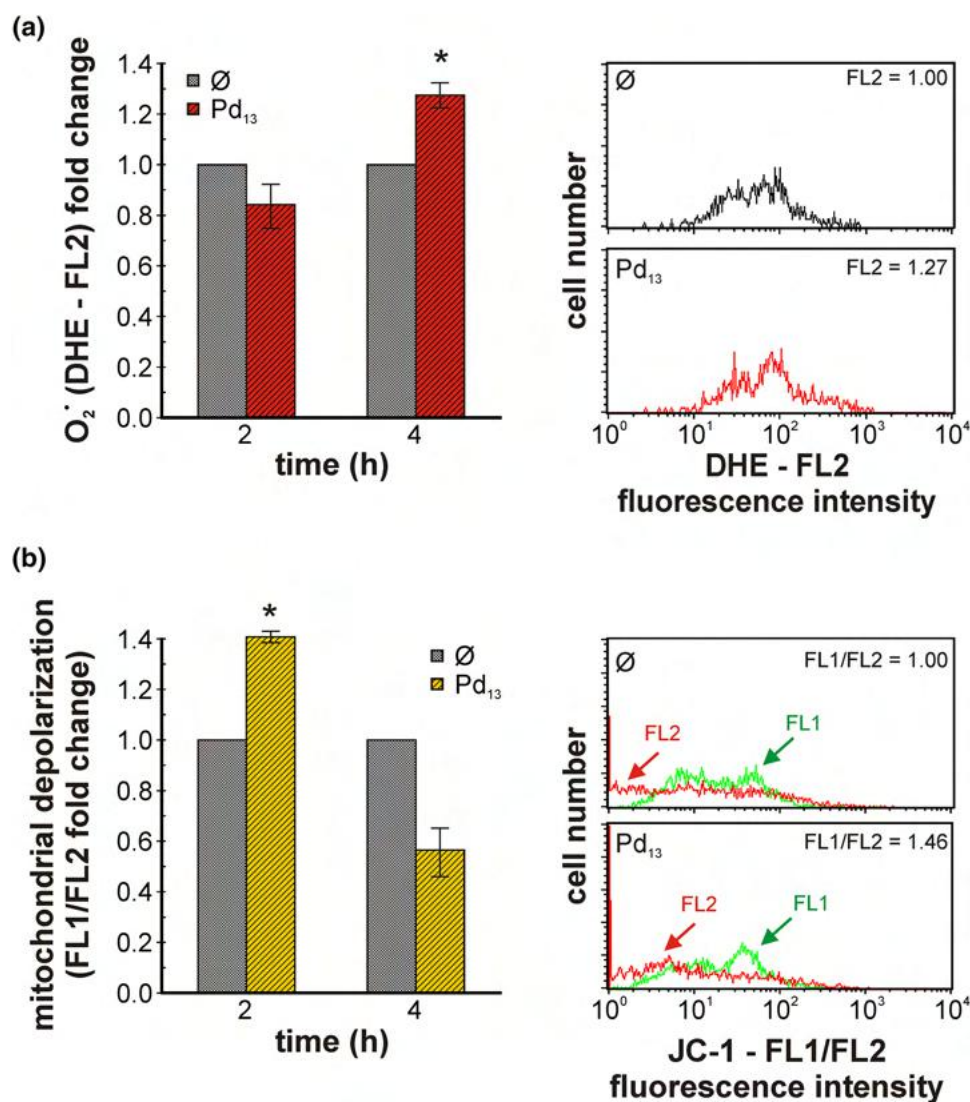 (a)
O₂˙ (DHE - FL2) fold change
1.4
1.2
1.0
0.8
0.6
0.4
0.2
0.0
Ø
Pd₁₃
*
2
4
time (h)
cell number
Ø
FL2 = 1.00
Pd₁₃
FL2 = 1.27
10⁰
10¹
10²
10³
10⁴
DHE - FL2
fluorescence intensity
(b)
mitochondrial depolarization
(FL1/FL2 fold change)
1.4
1.2
1.0
0.8
0.6
0.4
0.2
0.0
*
Ø
Pd₁₃
2
4
time (h)
cell number
Ø
FL1/FL2 = 1.00
FL2
FL1
Pd₁₃
FL1/FL2 = 1.46
FL2
FL1
10⁰
10¹
10²
10³
10⁴
JC-1 - FL1/FL2
fluorescence intensity